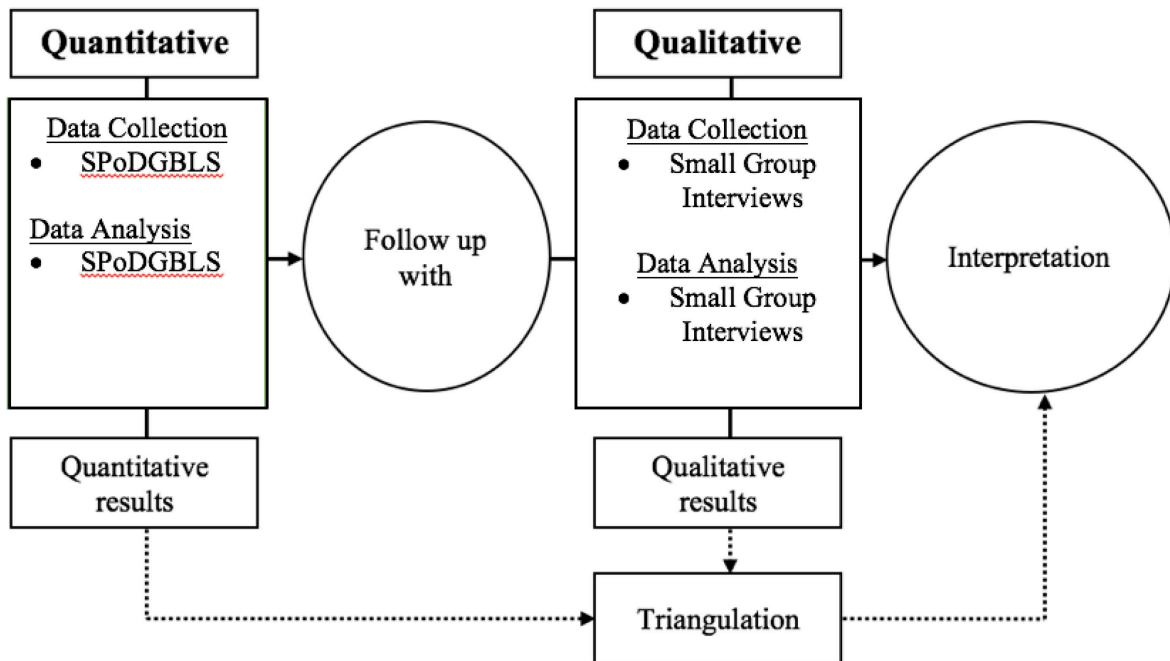 Quantitative
Data Collection
• SPoDGBLS
Data Analysis
• SPoDGBLS
Quantitative
results
Follow up
with
Qualitative
Data Collection
• Small Group
Interviews
Data Analysis
• Small Group
Interviews
Qualitative
results
Triangulation
Interpretation